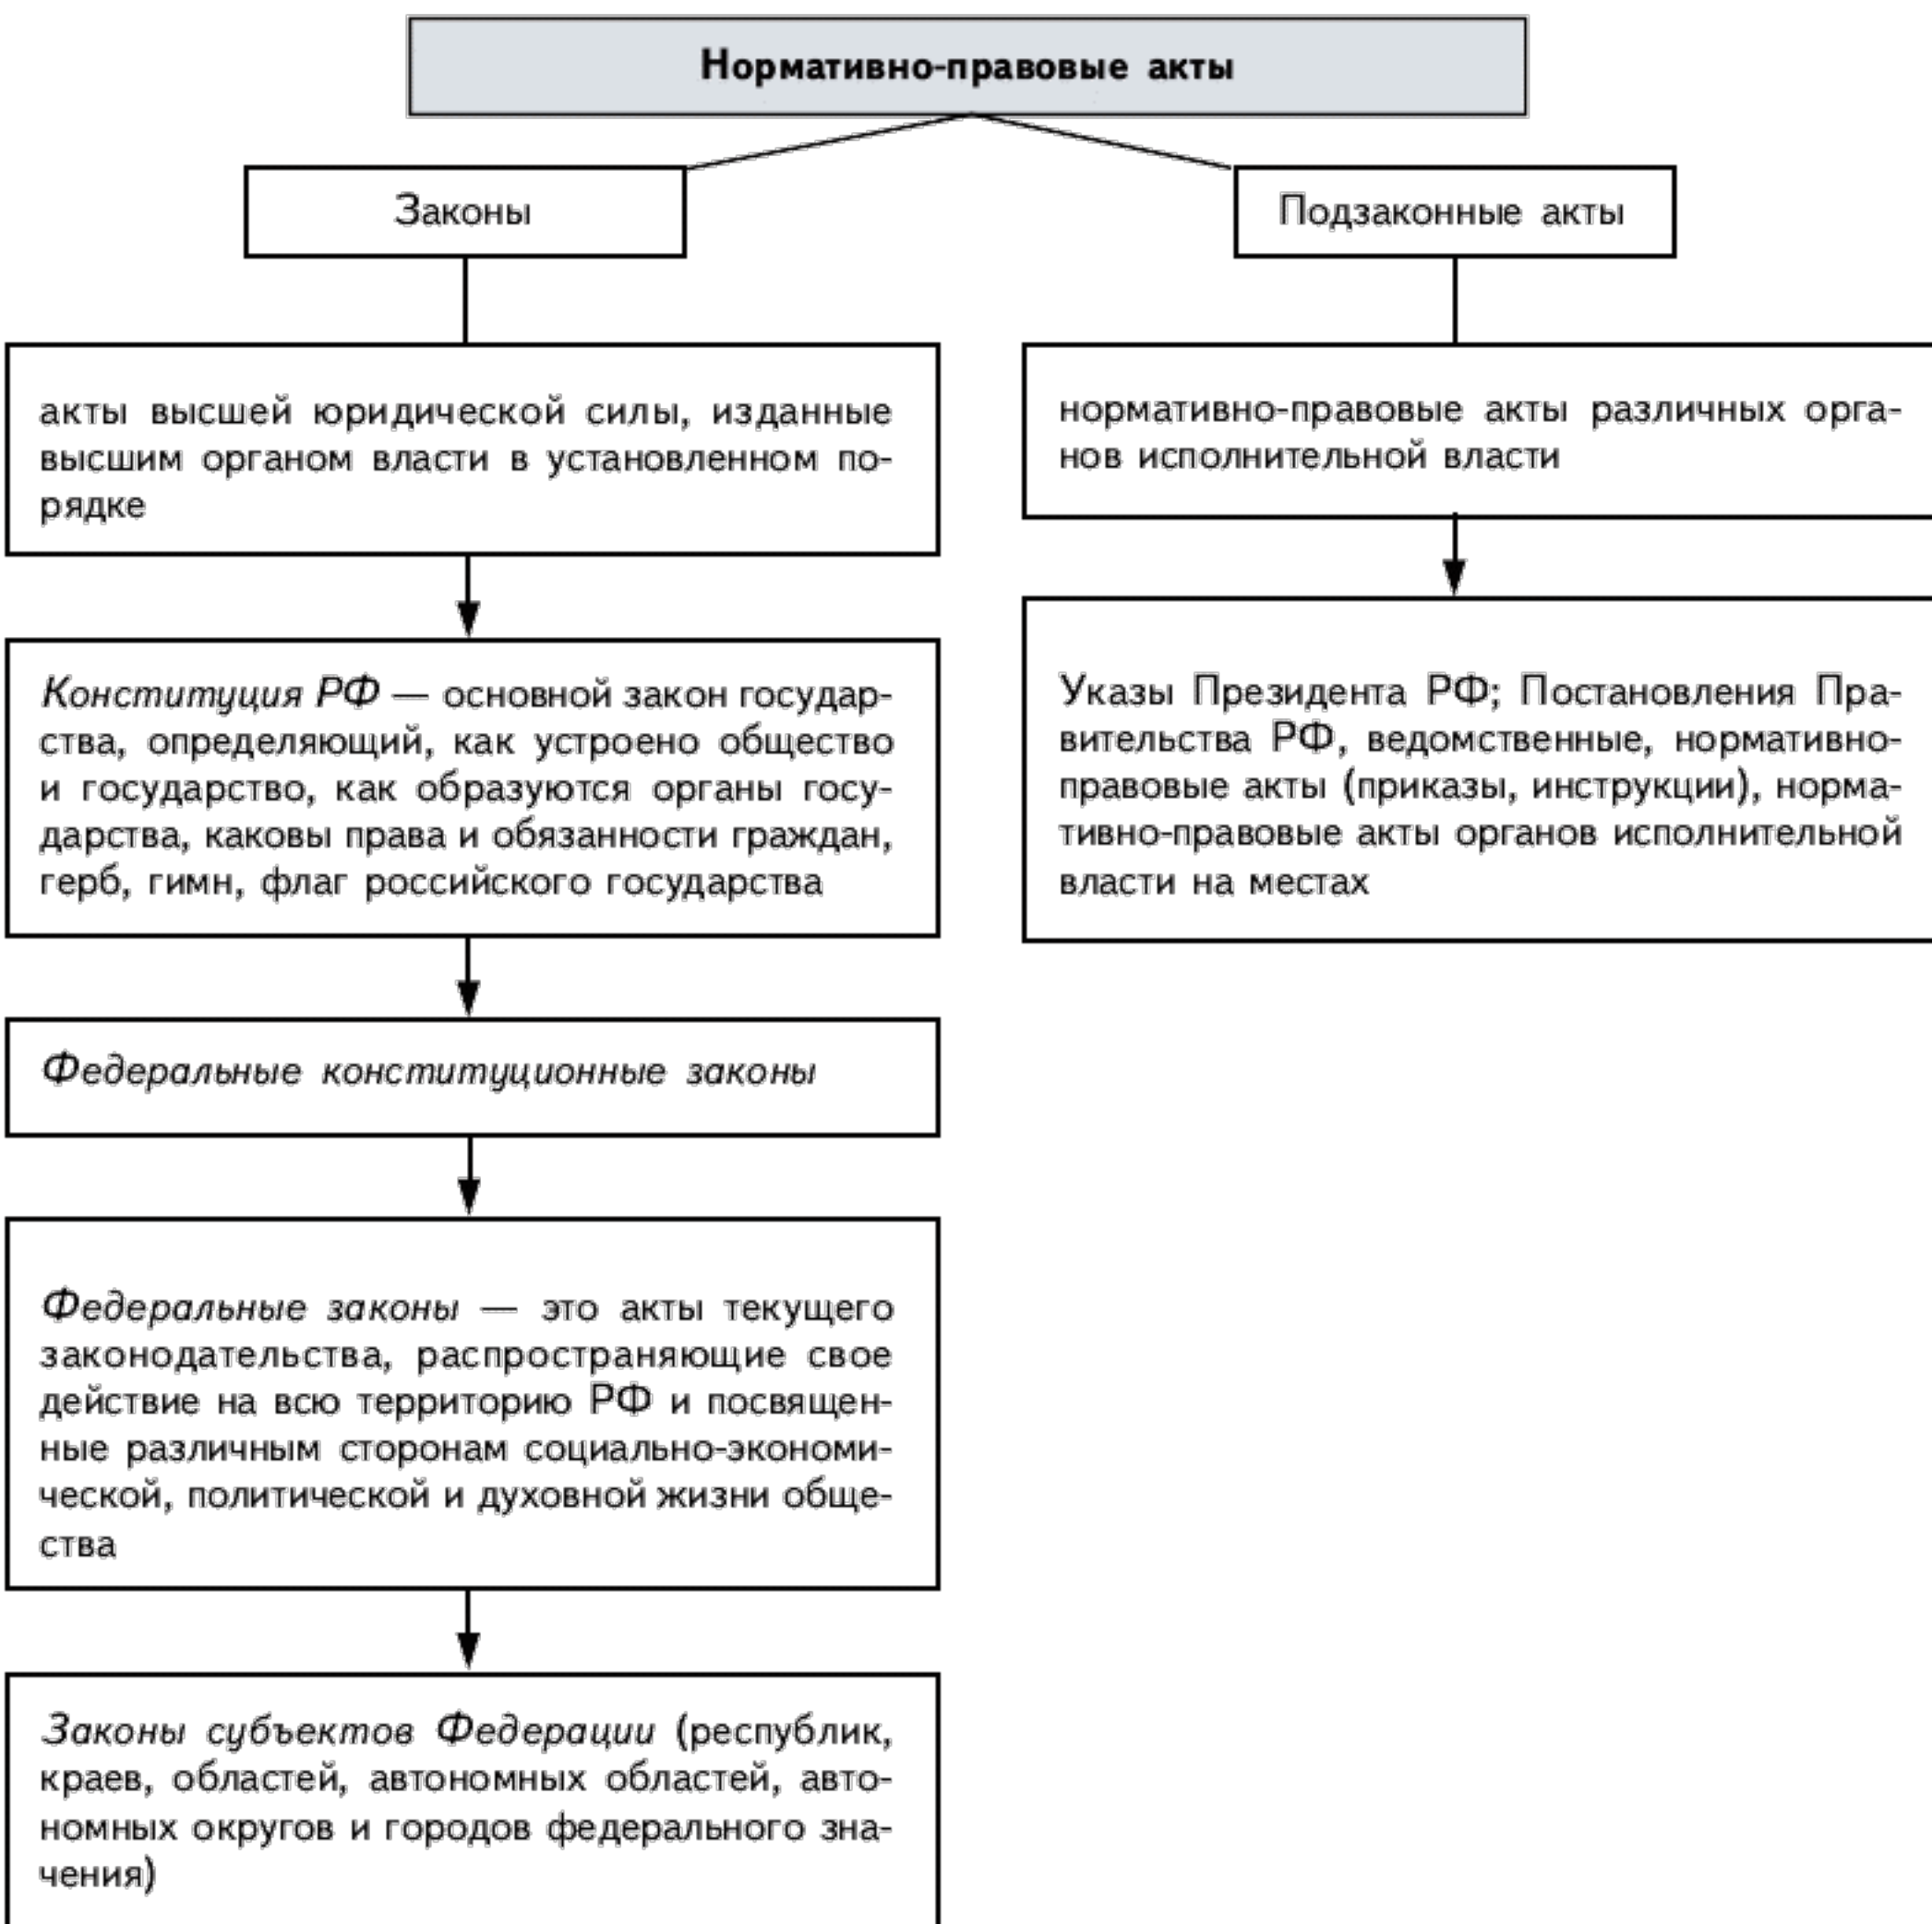 Нормативно-правовые акты
Законы
Подзаконные акты
акты высшей юридической силы, изданные
высшим органом власти в установленном по-
рядке
нормативно-правовые акты различных орга-
нов исполнительной власти
Конституция РФ — основной закон государ-
ства, определяющий, как устроено общество
и государство, как образуются органы госу-
дарства, каковы права и обязанности граждан,
герб, гимн, флаг российского государства
Указы Президента РФ; Постановления Пра-
вительства РФ, ведомственные, нормативно-
правовые акты (приказы, инструкции), норма-
тивно-правовые акты органов исполнительной
власти на местах
Федеральные конституционные законы
Федеральные законы — это акты текущего
законодательства, распространяющие свое
действие на всю территорию РФ и посвящен-
ные различным сторонам социально-экономи-
ческой, политической и духовной жизни обще-
ства
Законы субъектов Федерации (республик,
краев, областей, автономных областей, авто-
номных округов и городов федерального зна-
чения)